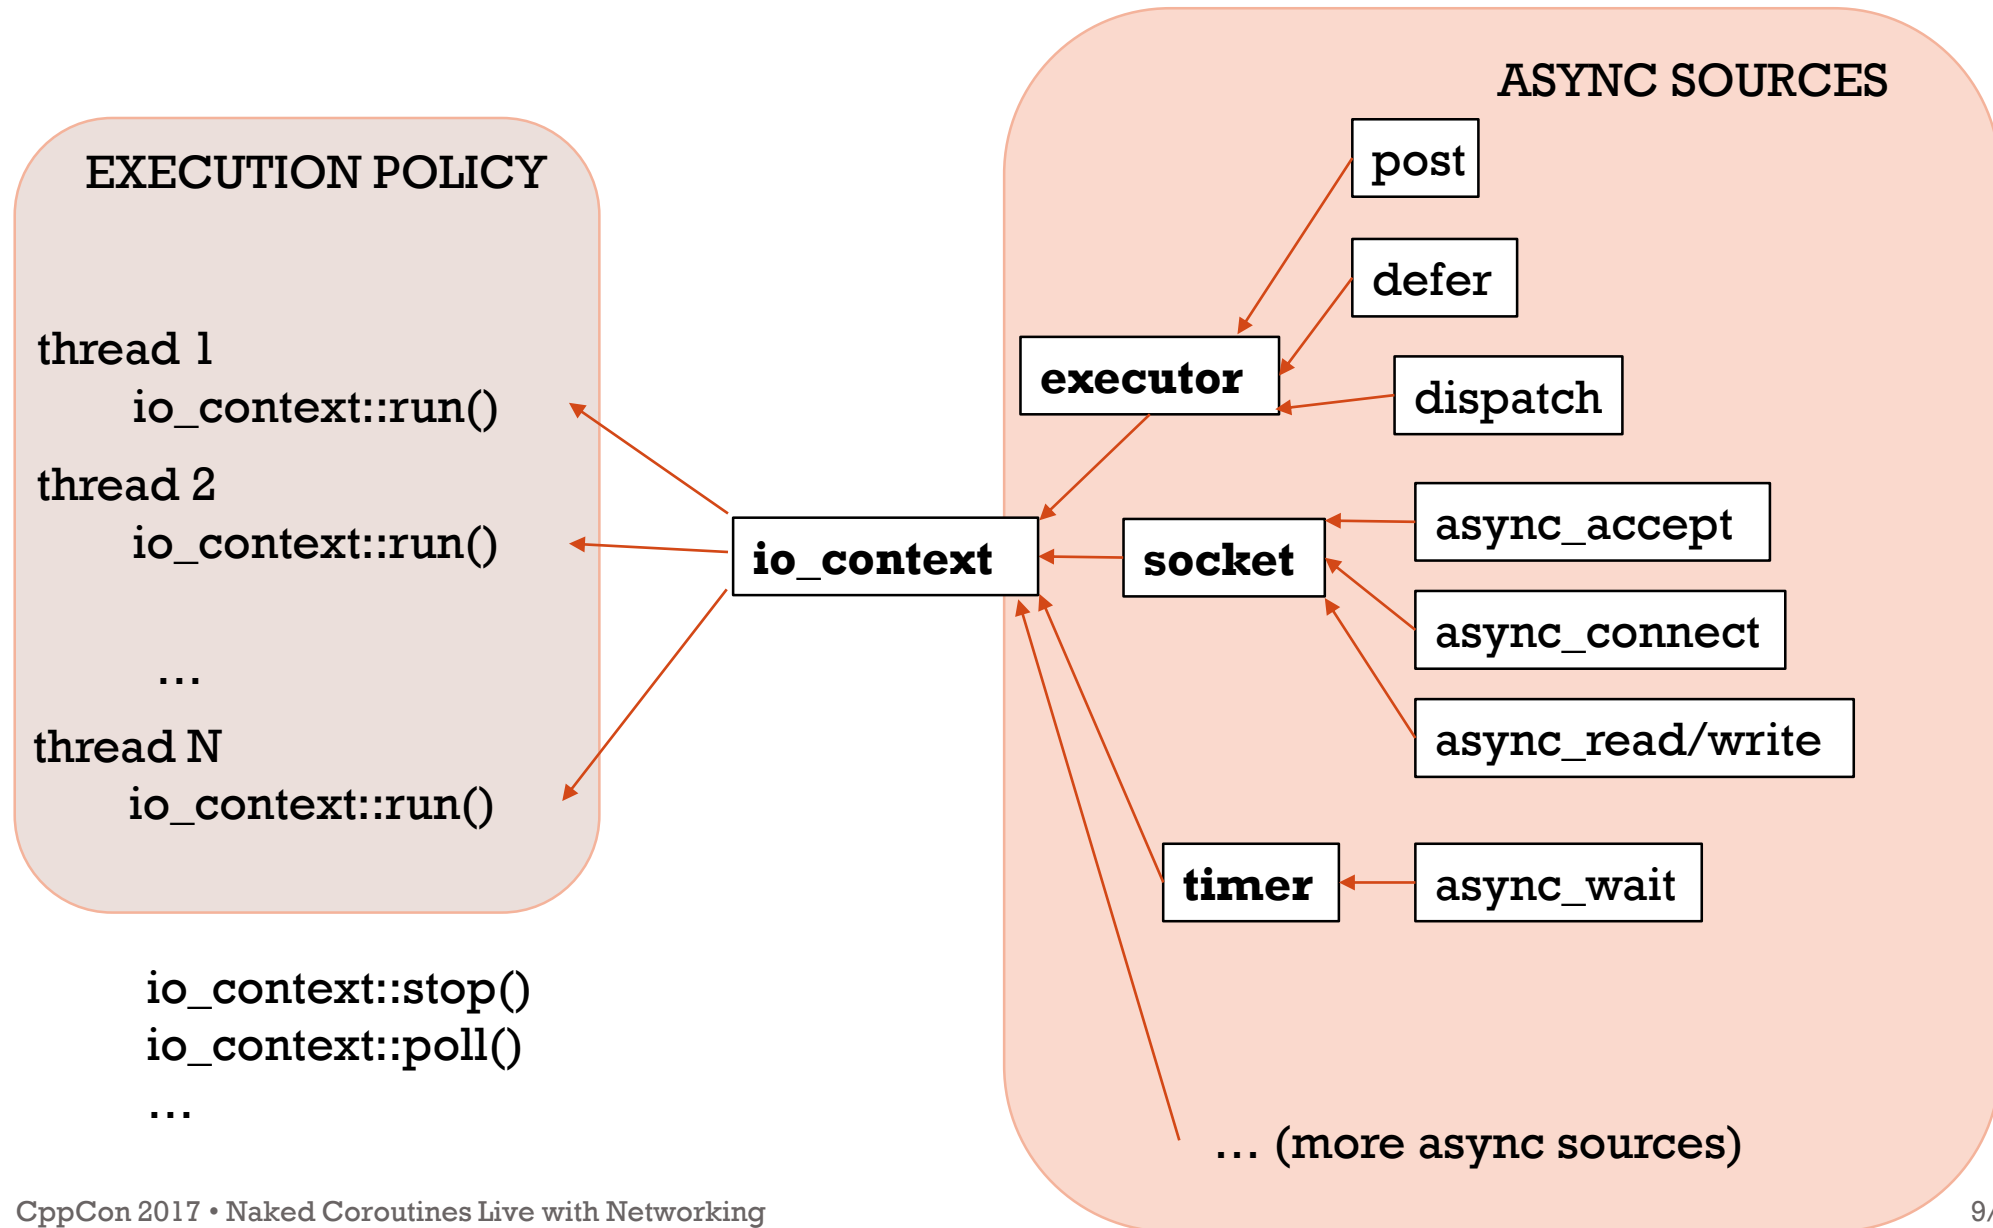 EXECUTION POLICY
thread 1
io_context::run()
thread 2
io_context::run()
…
thread N
io_context::run()
io_context::stop()
io_context::poll()
…
io_context
ASYNC SOURCES
post
defer
executor
dispatch
socket
async_accept
async_connect
async_read/write
timer
async_wait
… (more async sources)
CppCon 2017 • Naked Coroutines Live with Networking
9/